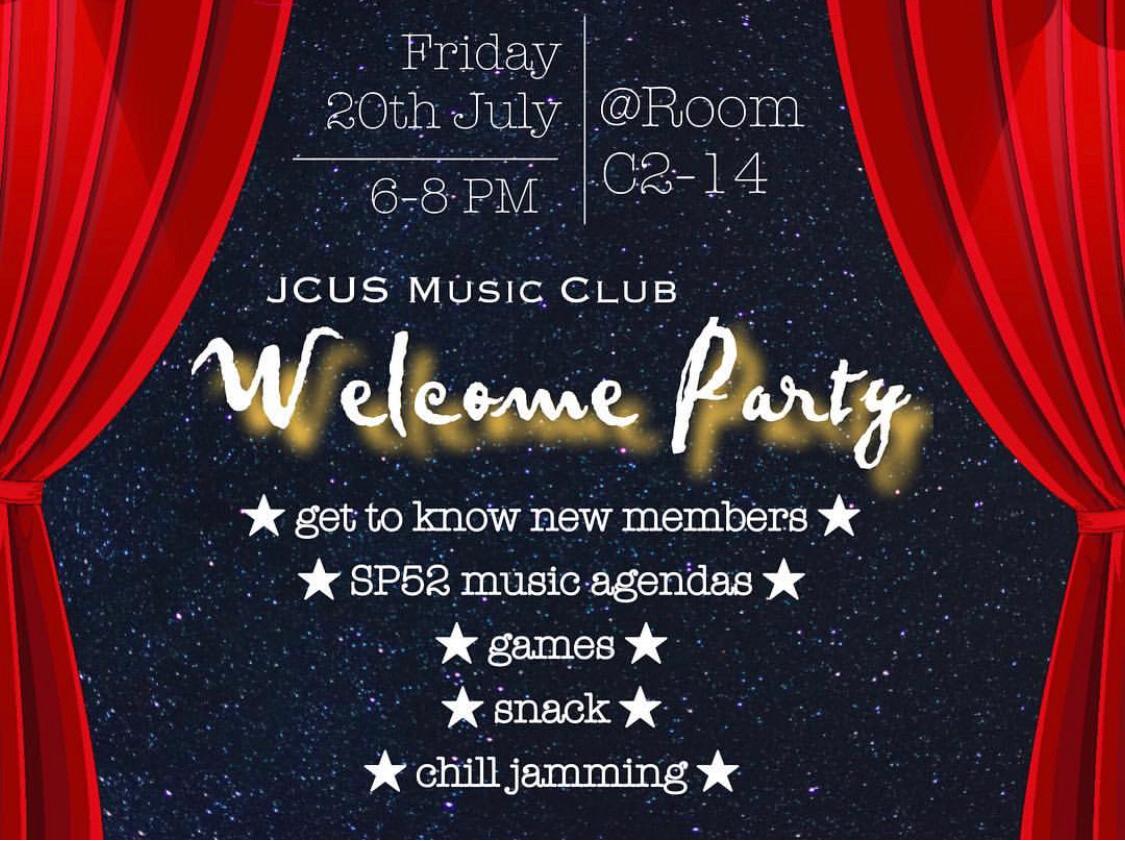 Friday
20th July
6-8 PM
@Room
C2-14
JCUS MUSIC CLUB
Welcome Party
★ get to know new members ★
★ SP52 music agendas ★
★ games ★
★ snack ★
★ chill jamming ★